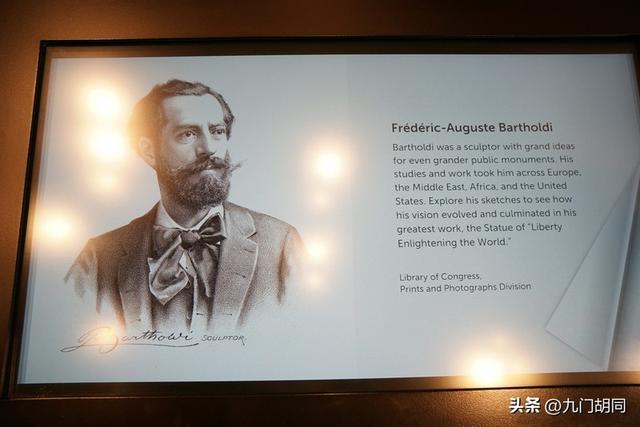 Frédéric-Auguste Bartholdi
Bartholdi was a sculptor with grand ideas
for even grander public monuments. His
studies and work took him across Europe,
the Middle East, Africa, and the United
States. Explore his sketches to see how
his vision evolved and culminated in his
greatest work, the Statue of “Liberty
Enlightening the World.”
Library of Congress,
Prints and Photographs Division
Bartholdi SCULPTOR.
头条 @九门胡同